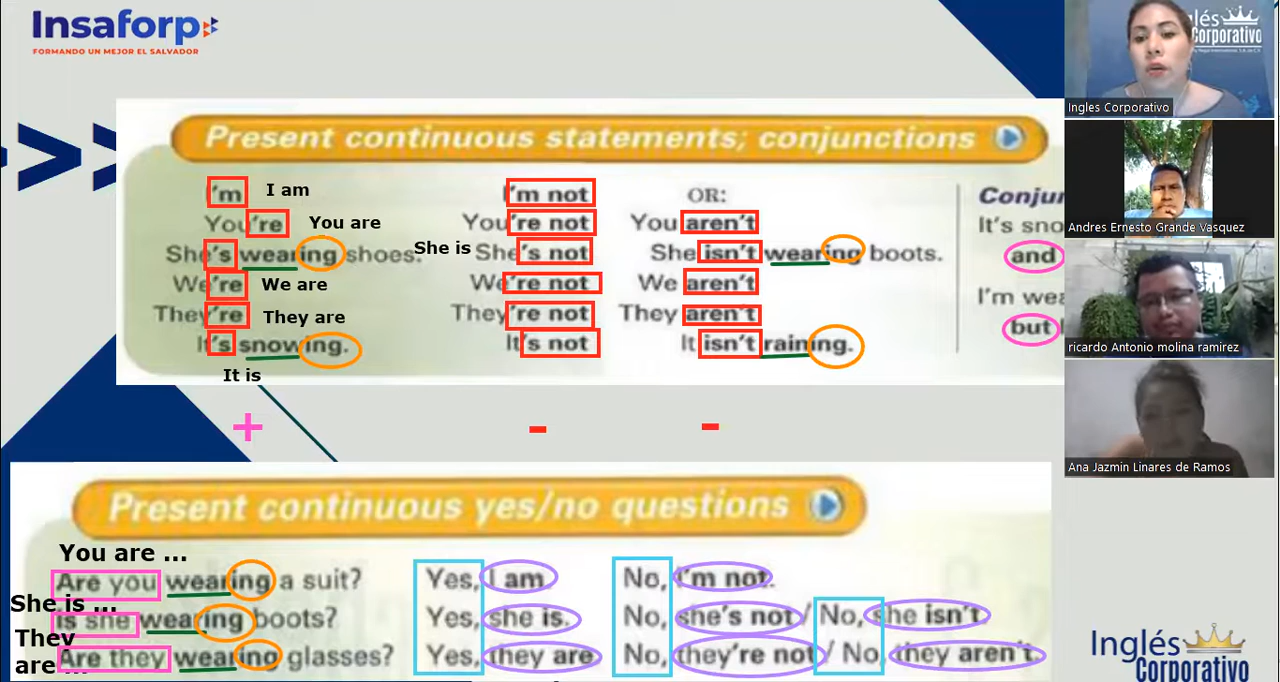 Insaforp
FORMANDO UN MEJOR EL SALVADOR
Present continuous statements; conjunctions
I'm I am I'm not OR:
You're You are You're not You aren't
She's wearing shoes. She is She's not She isn't wearing boots.
We're We are We're not We aren't
They're They are They're not They aren't
It's snowing. It's not It isn't raining.
It is
Conjun
It's sno
and
I'm wea
but
+ - -
Present continuous yes/no questions
You are ...
Are you wearing a suit? Yes, I am No, I'm not.
She is ...
Is she wearing boots? Yes, she is. No, she's not / No, she isn't.
They
are ...
Are they wearing glasses? Yes, they are No, they're not / No, they aren't.
Inglés
Corporativo
glés
Corporativo
Ingles Corporativo
Andres Ernesto Grande Vasquez
ricardo Antonio molina ramirez
Ana Jazmin Linares de Ramos